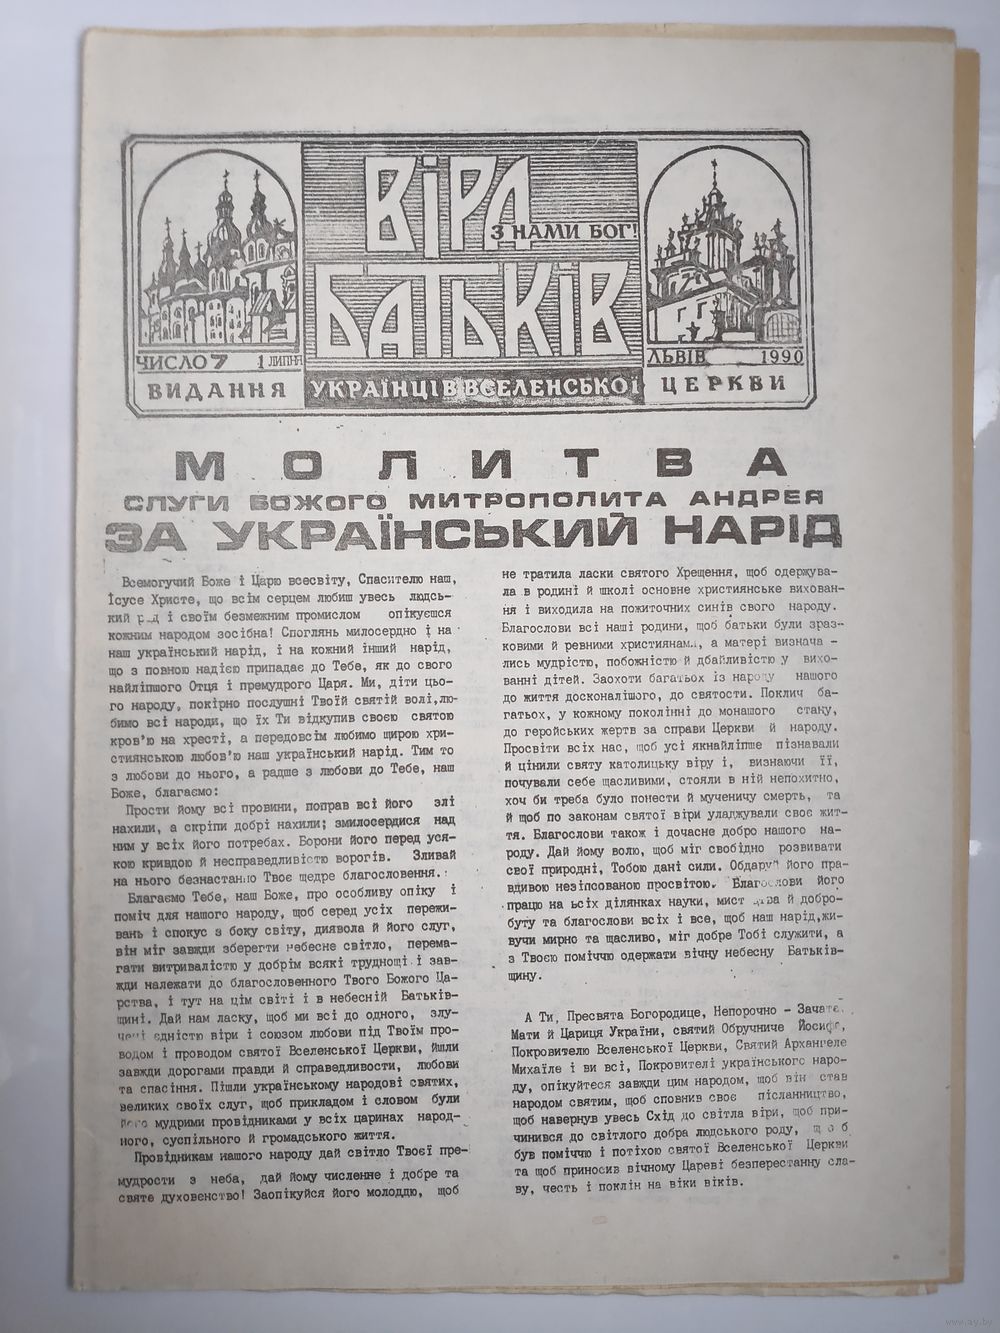 ВІРА
З НАМИ БОГ!
БАТЬКІВ
ЧИСЛО 7 1 ЛИПНЯ
ЛЬВІВ 1990
ВИДАННЯ УКРАЇНЦІВ ВСЕЛЕНСЬКОЇ ЦЕРКВИ
МОЛИТВА
СЛУГИ БОЖОГО МИТРОПОЛИТА АНДРЕЯ
ЗА УКРАЇНСЬКИЙ НАРІД
Всемогучий Боже і Царю всесвіту, Спасителю наш,
Ісусе Христе, що всім серцем любиш увесь людсь-
кий і своїм безмежним промислом опікуєшся
кожним народом зосібна! Споглянь милосердно і на
наш український нарід, і на кожний інший нарід,
що з повною надією припадає до Тебе, як до свого
найліпшого Отця і премудрого Царя. Ми, діти цьо-
го народу, покірно послушні Твоїй святій волі,лю-
бимо всі народи, що їх Ти відкупив своєю святою
кров'ю на хресті, а передовсім любимо щирою хри-
стиянською любов'ю наш український нарід. Тим то
з любови до нього, а радше з любови до Тебе, наш
Боже, благаємо:
Прости йому всі провини, поправ всі його злі
нахили, а скріпи добрі нахили; змилосердися над
ним у всіх його потребах. Борони його перед уся-
кою кривдою й несправедливістю ворогів. Зливай
на нього безнастанно Твоє щедре благословення.
Благаємо Тебе, наш Боже, про особливу опіку і
поміч для нашого народу, щоб серед усіх пережи-
вань і спокус з боку світу, диявола й його слуг,
він міг завжди зберегти небесне світло, перема-
гати витривалістю у добрім всякі труднощі і зав-
жди належати до благословенного Твого Божого Ца-
рства, і тут на цім світі і в небесній Батьків-
щині. Дай нам ласку, щоб ми всі до одного, злу-
чені єдністю віри і союзом любови під Твоїм про-
водом і проводом святої Вселенської Церкви, йшли
завжди дорогами правди й справедливости, любови
та спасіння. Пішли українському народові святих,
великих своїх слуг, щоб прикладом і словом були
його мудрими провідниками у всіх царинах народ-
ного, суспільного й громадського життя.
Провідникам нашого народу дай світло Твоєї пре-
мудрости з неба, дай йому численне і добре та
святе духовенство! Заопікуйся його молоддю, щоб
не тратила ласки святого Хрещення, щоб одержува-
ла в родині й школі основне християнське вихован-
ня і виходила на пожиточних синів свого народу.
Благослови всі наші родини, щоб батьки були зраз-
ковими й ревними християнами, а матері визнача -
лись мудрістю, побожністю й дбайливістю у вихо-
ванні дітей. Заохоти багатьох із народу нашого
до життя досконалішого, до святости. Поклич ба-
гатьох, у кожному поколінні до монашого стану,
до геройських жертв за справи Церкви й народу.
Просвіти всіх нас, щоб усі якнайліпше пізнавали
й цінили святу католицьку віру і, визнаючи її,
почували себе щасливими, стояли в ній непохитно,
хоч би треба було понести й мученичу смерть, та
й щоб по законам святої віри уладжували своє жит-
тя. Благослови також і дочасне добро нашого на-
роду. Дай йому волю, щоб міг свобідно розвивати
свої природні, Тобою дані сили. Обдаруй його пра-
вдивою незіпсованою просвітою. Благослови його
працю на всіх ділянках науки, мистецтва й добро-
буту та благослови всіх і все, щоб наш нарід,жи-
вучи мирно та щасливо, міг добре Тобі служити, а
з Твоєю поміччю одержати вічну небесну Батьків-
щину.
А Ти, Пресвята Богородице, Непорочно - Зачате,
Мати й Цариця України, святий Обручниче Йосифе,
Покровителю Вселенської Церкви, Святий Архангеле
Михаїле і ви всі, Покровителі українського наро-
ду, опікуйтеся завжди цим народом, щоб він став
народом святим, щоб сповнив своє післанництво,
щоб навернув увесь Схід до світла віри, щоб при-
чинився до світлого добра людського роду, щоб
був поміччю і потіхою святої Вселенської Церкви
та щоб приносив вічному Цареві безперестанну сла-
ву, честь і поклін на віки віків.
www.ay.by